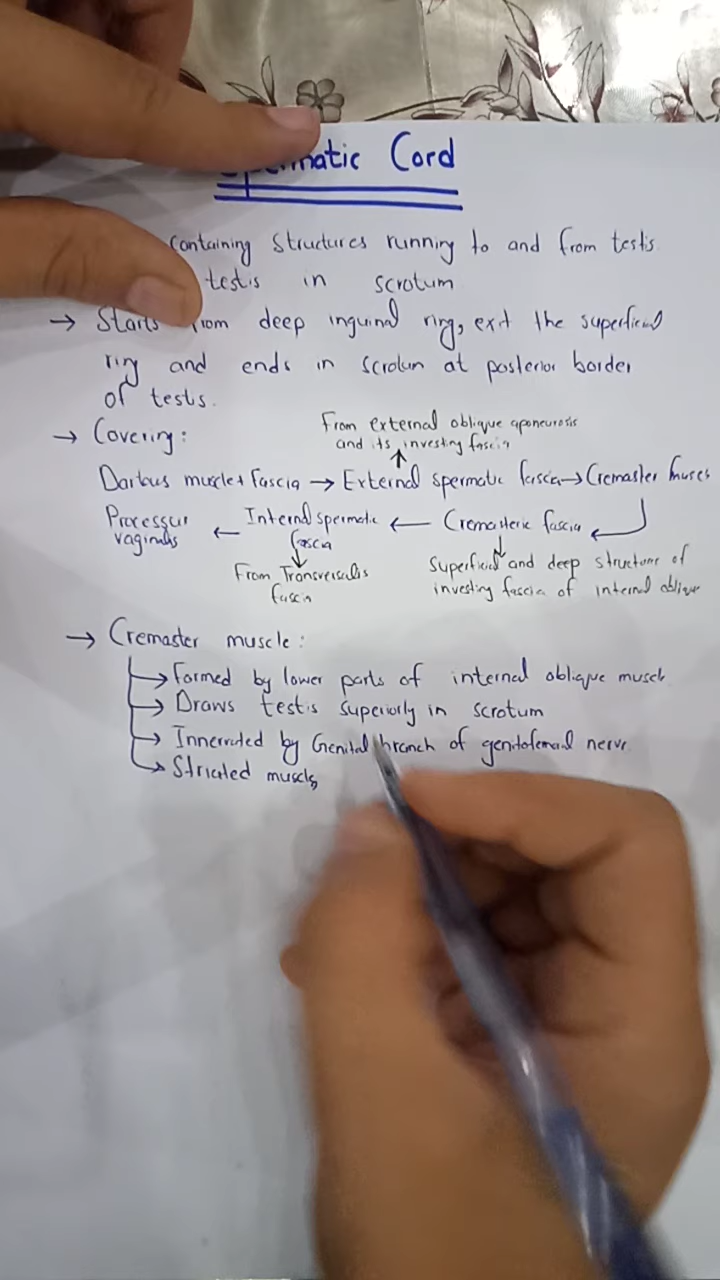 Spermatic Cord
containing structures running to and from testis
testis in scrotum
→ Starts from deep inguinal ring, exit the superficial
ring and ends in scrotum at posterior border
of testis.
From external oblique aponeurosis
and its investing fascia
→ Covering:
Dartous muscle+Fascia → External spermatic fascia → Cremaster
Processus vaginalis ← Internal spermatic fascia ← Cremasteric fascia
From Transversalis fascia
Superficial and deep structure of
investing fascia of internal oblique
→ Cremaster muscle:
→ Formed by lower parts of internal oblique muscle
→ Draws testis superiorly in scrotum
→ Innervated by Genital branch of genitofemoral nerve
→ Striated muscle